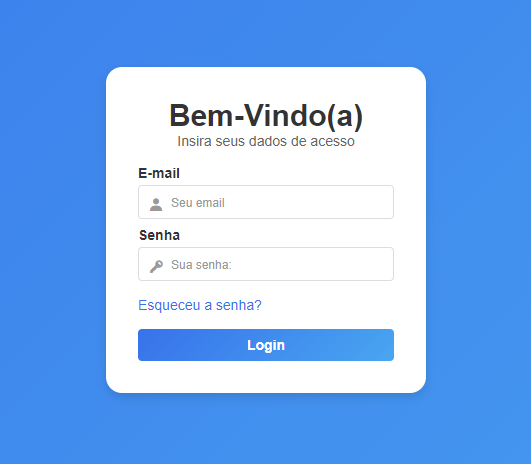 Bem-Vindo(a)
Insira seus dados de acesso
E-mail
Seu email
Senha
Sua senha:
Esqueceu a senha?
Login